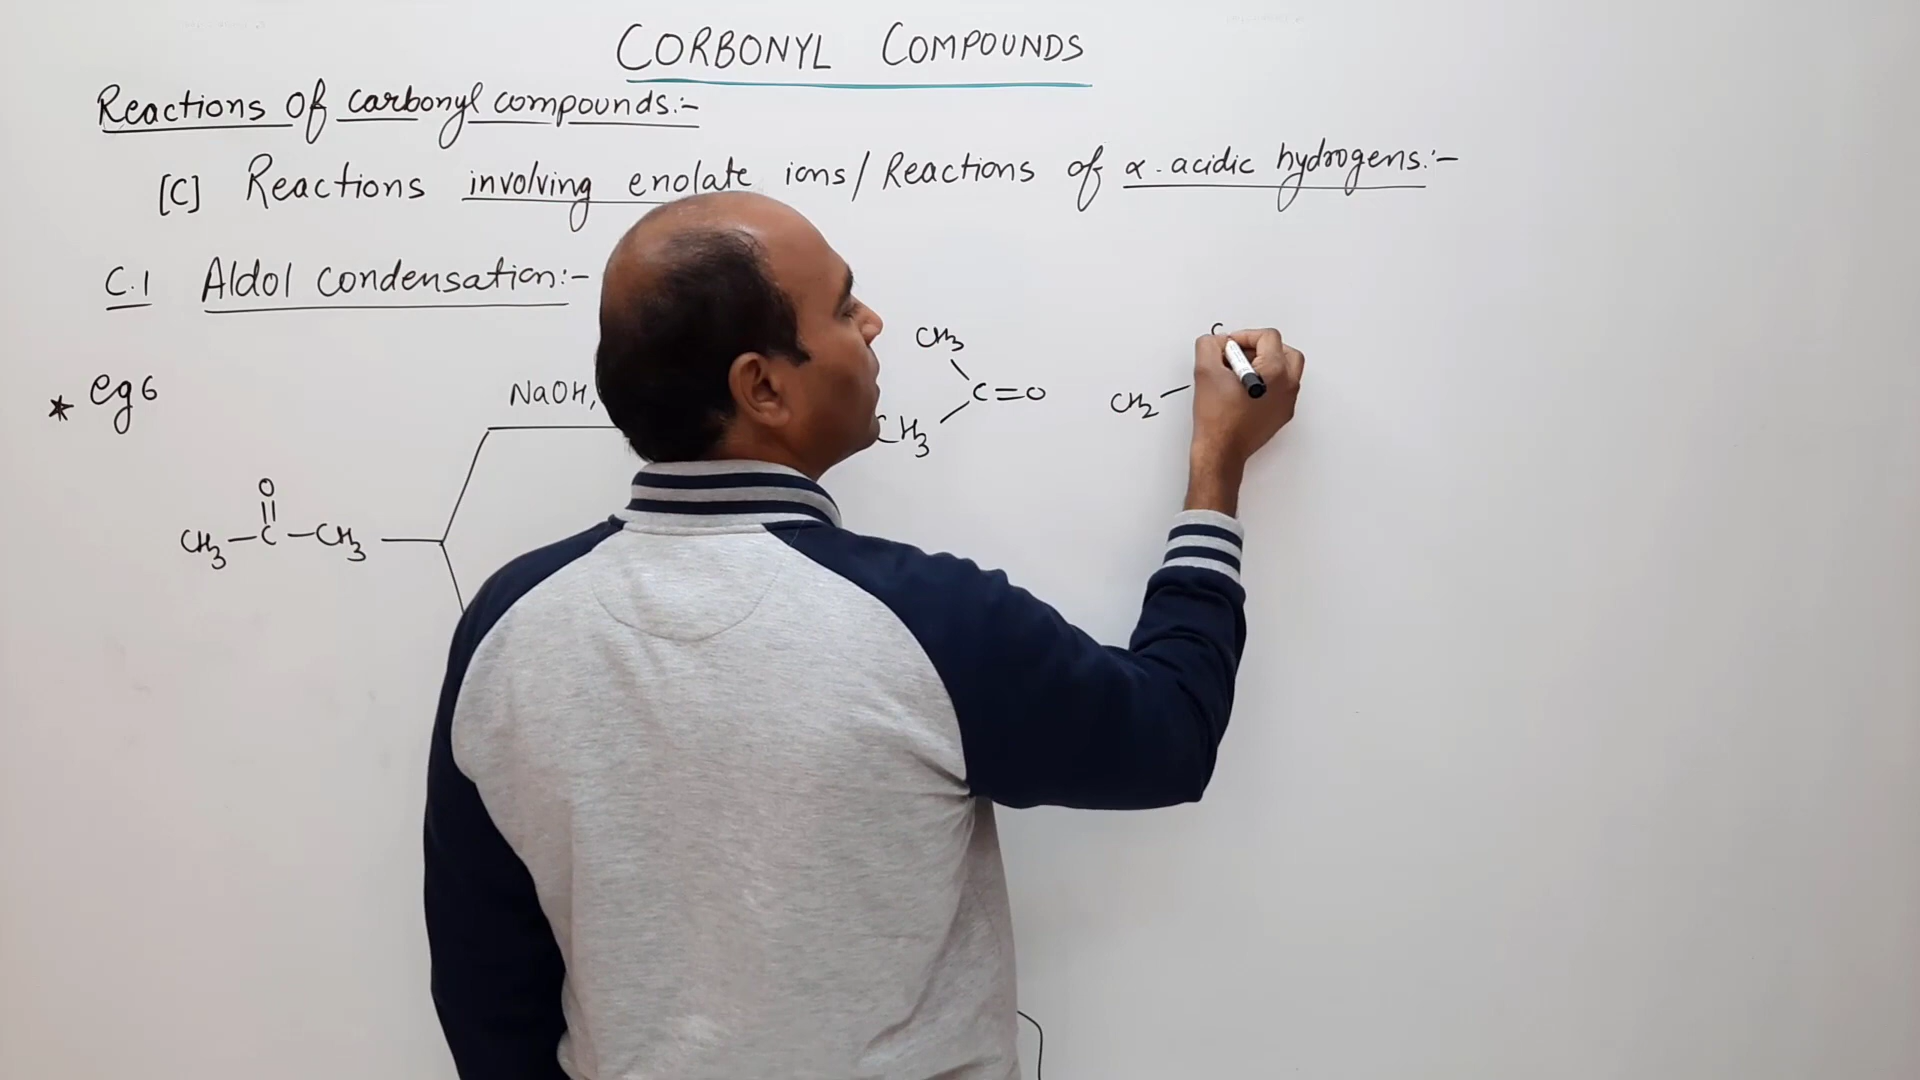 CORBONYL COMPOUNDS
Reactions Of carbonyl compounds:-
[C] Reactions involving enolate ions/Reactions of α-acidic hydrogens:-
C.1 Aldol condensation:-
* eg 6
NaOH,
CH3
C=O
CH3
CH2
O
CH3-C-CH3